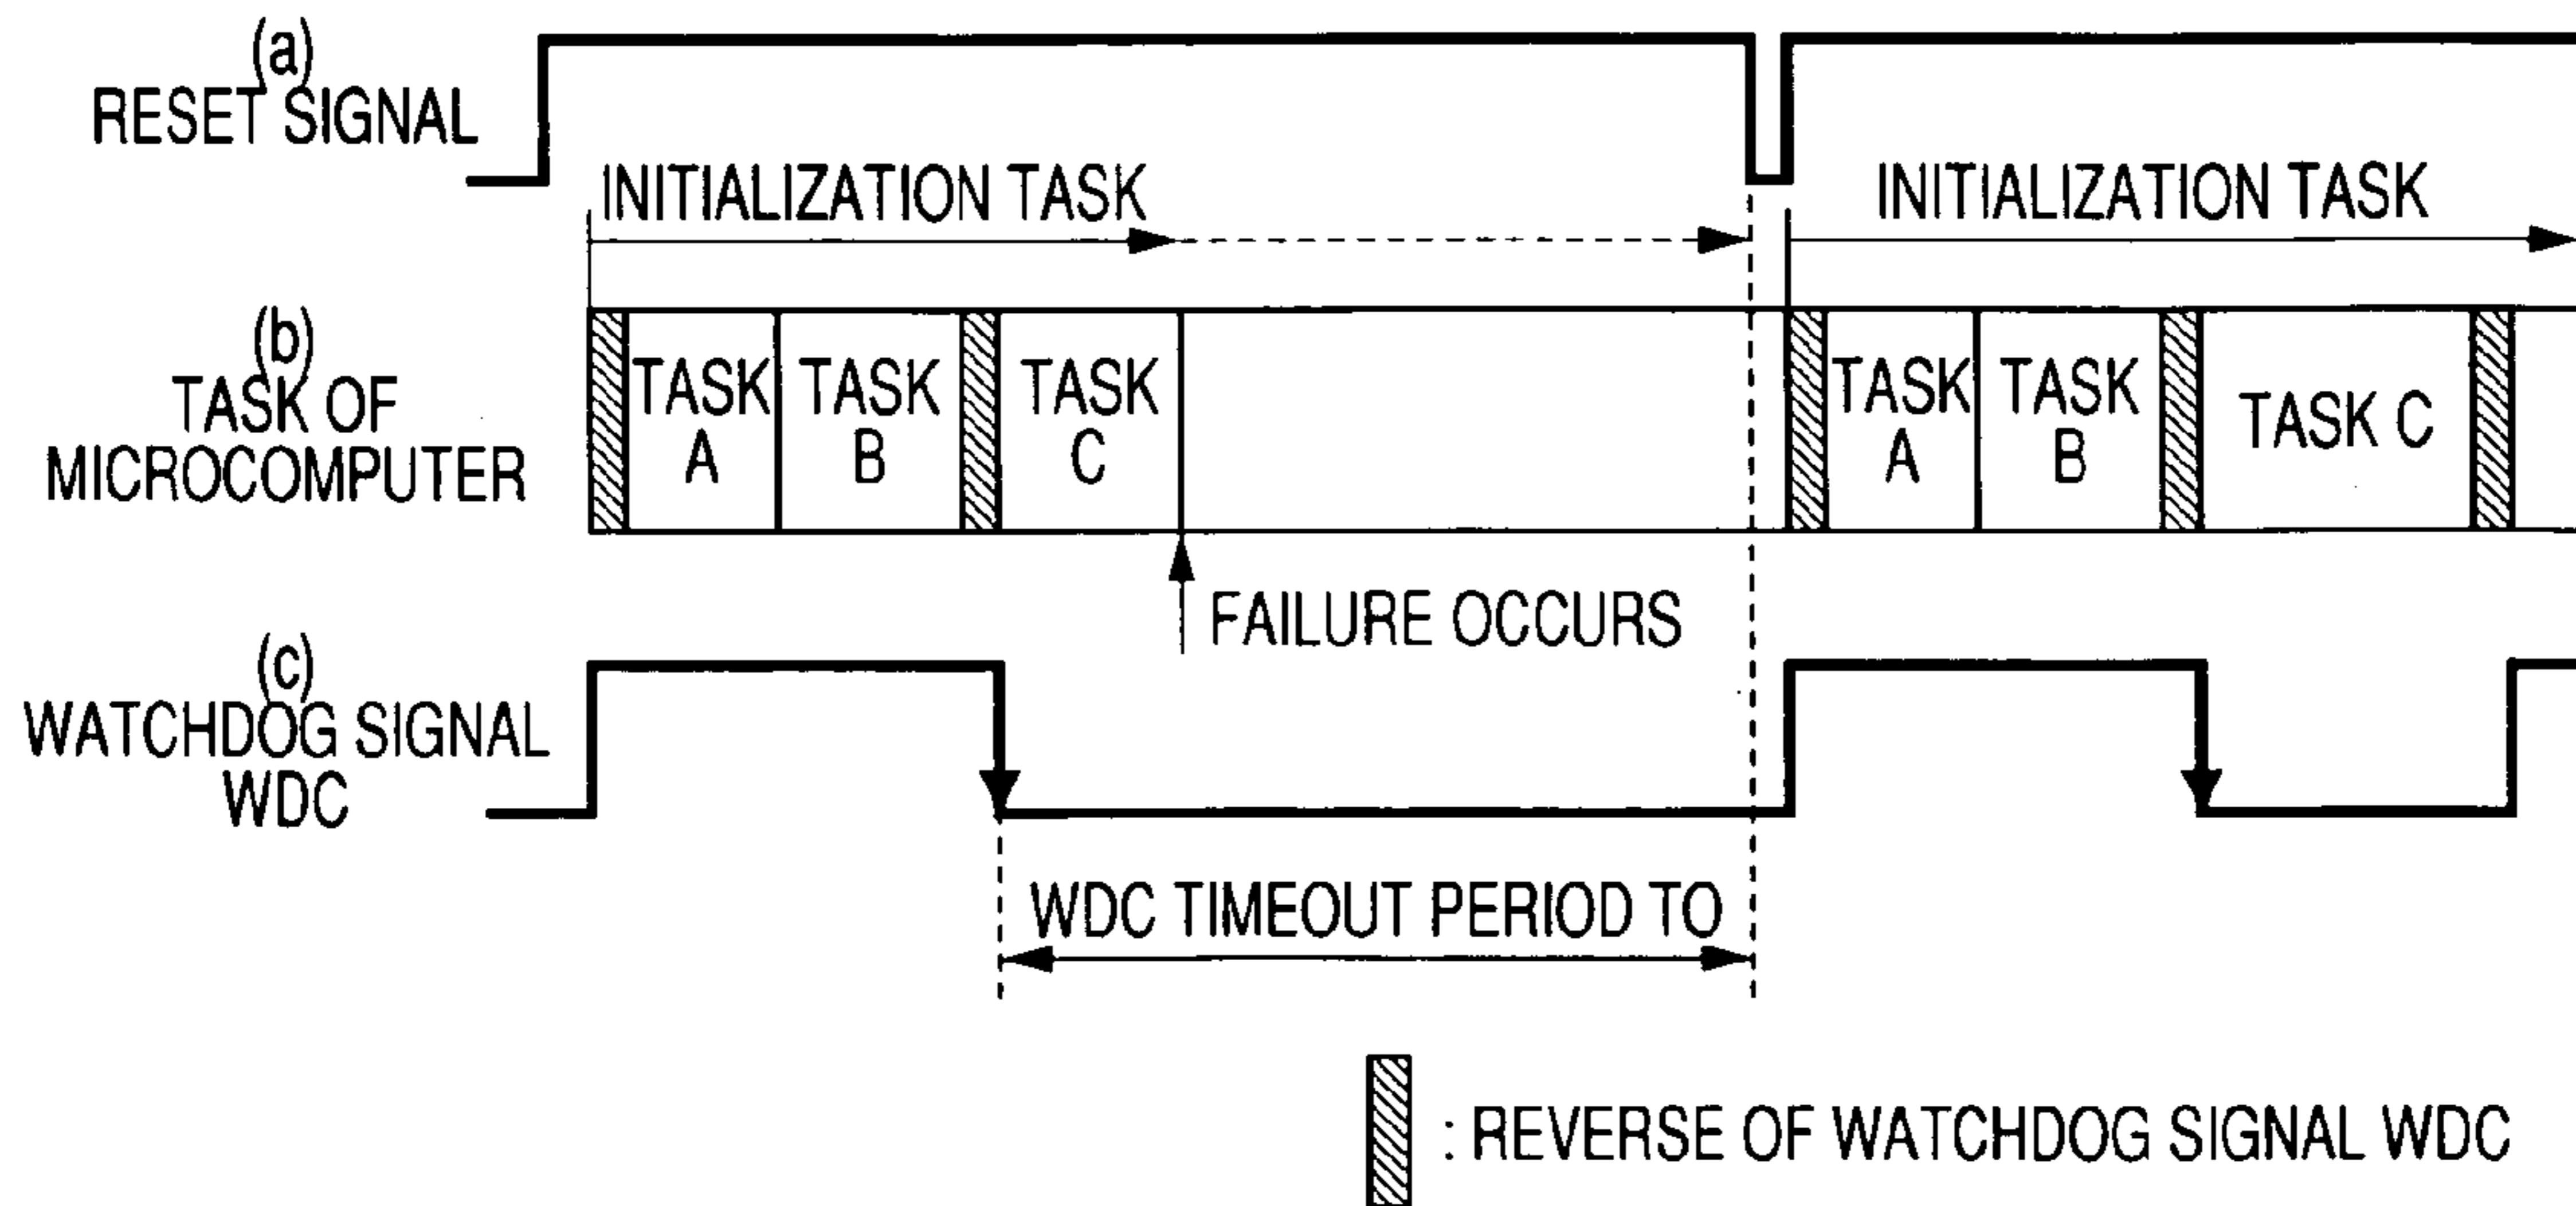 (a)
RESET SIGNAL
INITIALIZATION TASK
INITIALIZATION TASK
(b)
TASK OF
MICROCOMPUTER
TASK
A
TASK
B
TASK
C
TASK
A
TASK
B
TASK C
FAILURE OCCURS
(c)
WATCHDOG SIGNAL
WDC
WDC TIMEOUT PERIOD TO
: REVERSE OF WATCHDOG SIGNAL WDC